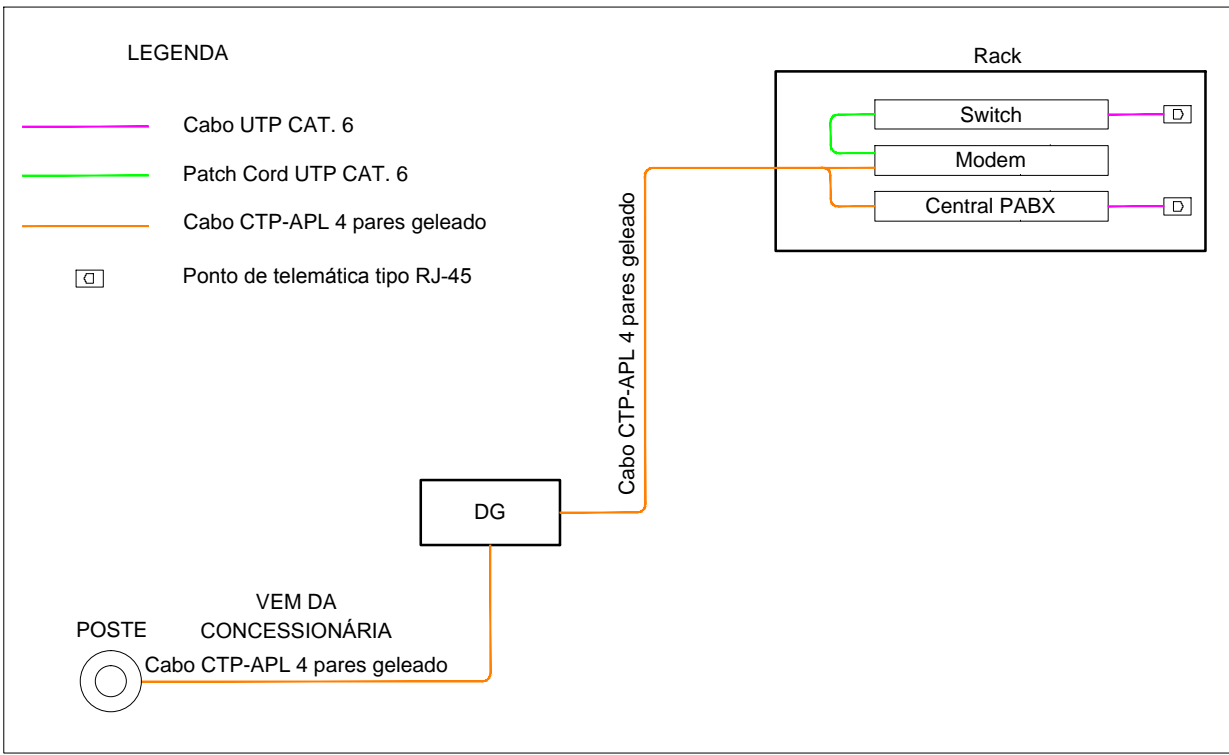 LEGENDA
Cabo UTP CAT. 6
Patch Cord UTP CAT. 6
Cabo CTP-APL 4 pares geleado
Ponto de telemática tipo RJ-45
Rack
Switch
Modem
Central PABX
Cabo CTP-APL 4 pares geleado
DG
VEM DA
CONCESSIONÁRIA
POSTE
Cabo CTP-APL 4 pares geleado